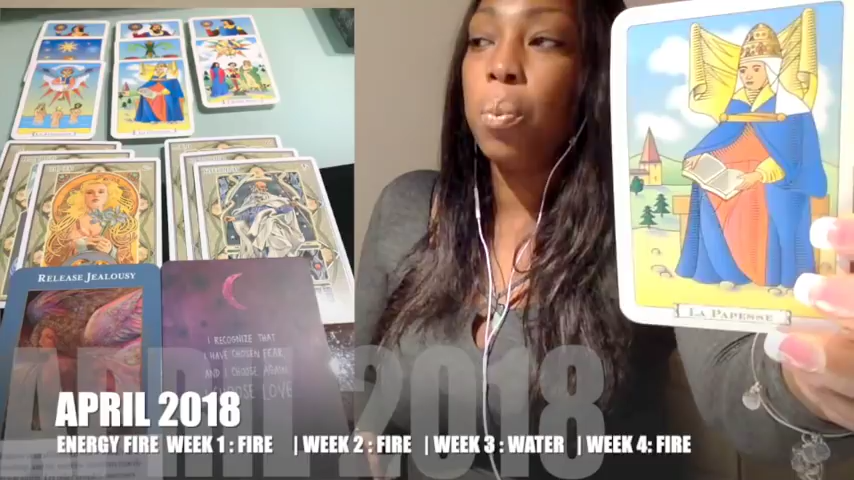 RELEASE JEALOUSY
I RECOGNIZE THAT
I HAVE CHOSEN FEAR
AND I CHOOSE AGAIN.
I CHOOSE LOVE
LA PAPESSE
APRIL 2018
APRIL 2018
ENERGY FIRE WEEK 1 : FIRE | WEEK 2 : FIRE | WEEK 3 : WATER | WEEK 4: FIRE